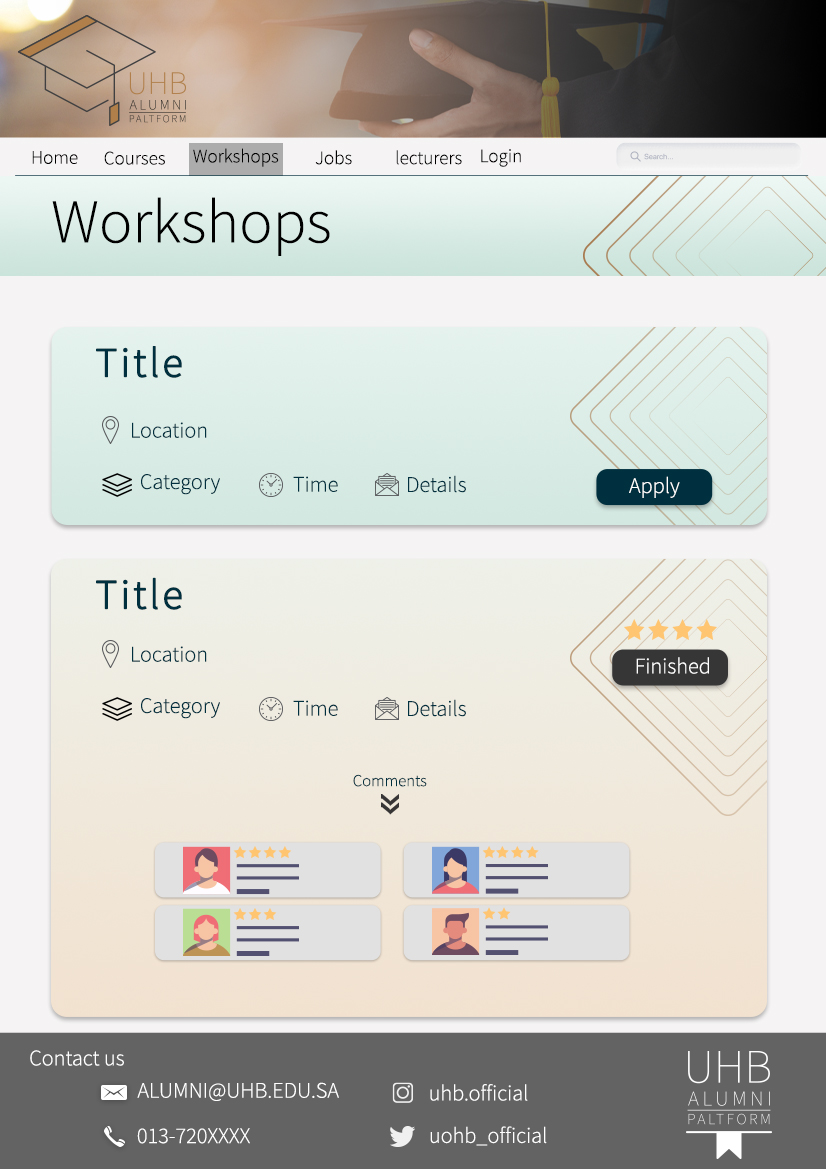 UHB
ALUMNI
PALTFORM
Home Courses Workshops Jobs lecturers Login Search...
Workshops
Title
Location
Category Time Details Apply
Title
Location
Finished
Category Time Details
Comments
Contact us
ALUMNI@UHB.EDU.SA uhb.official
013-720XXXX uohb_official
UHB
ALUMNI
PALTFORM